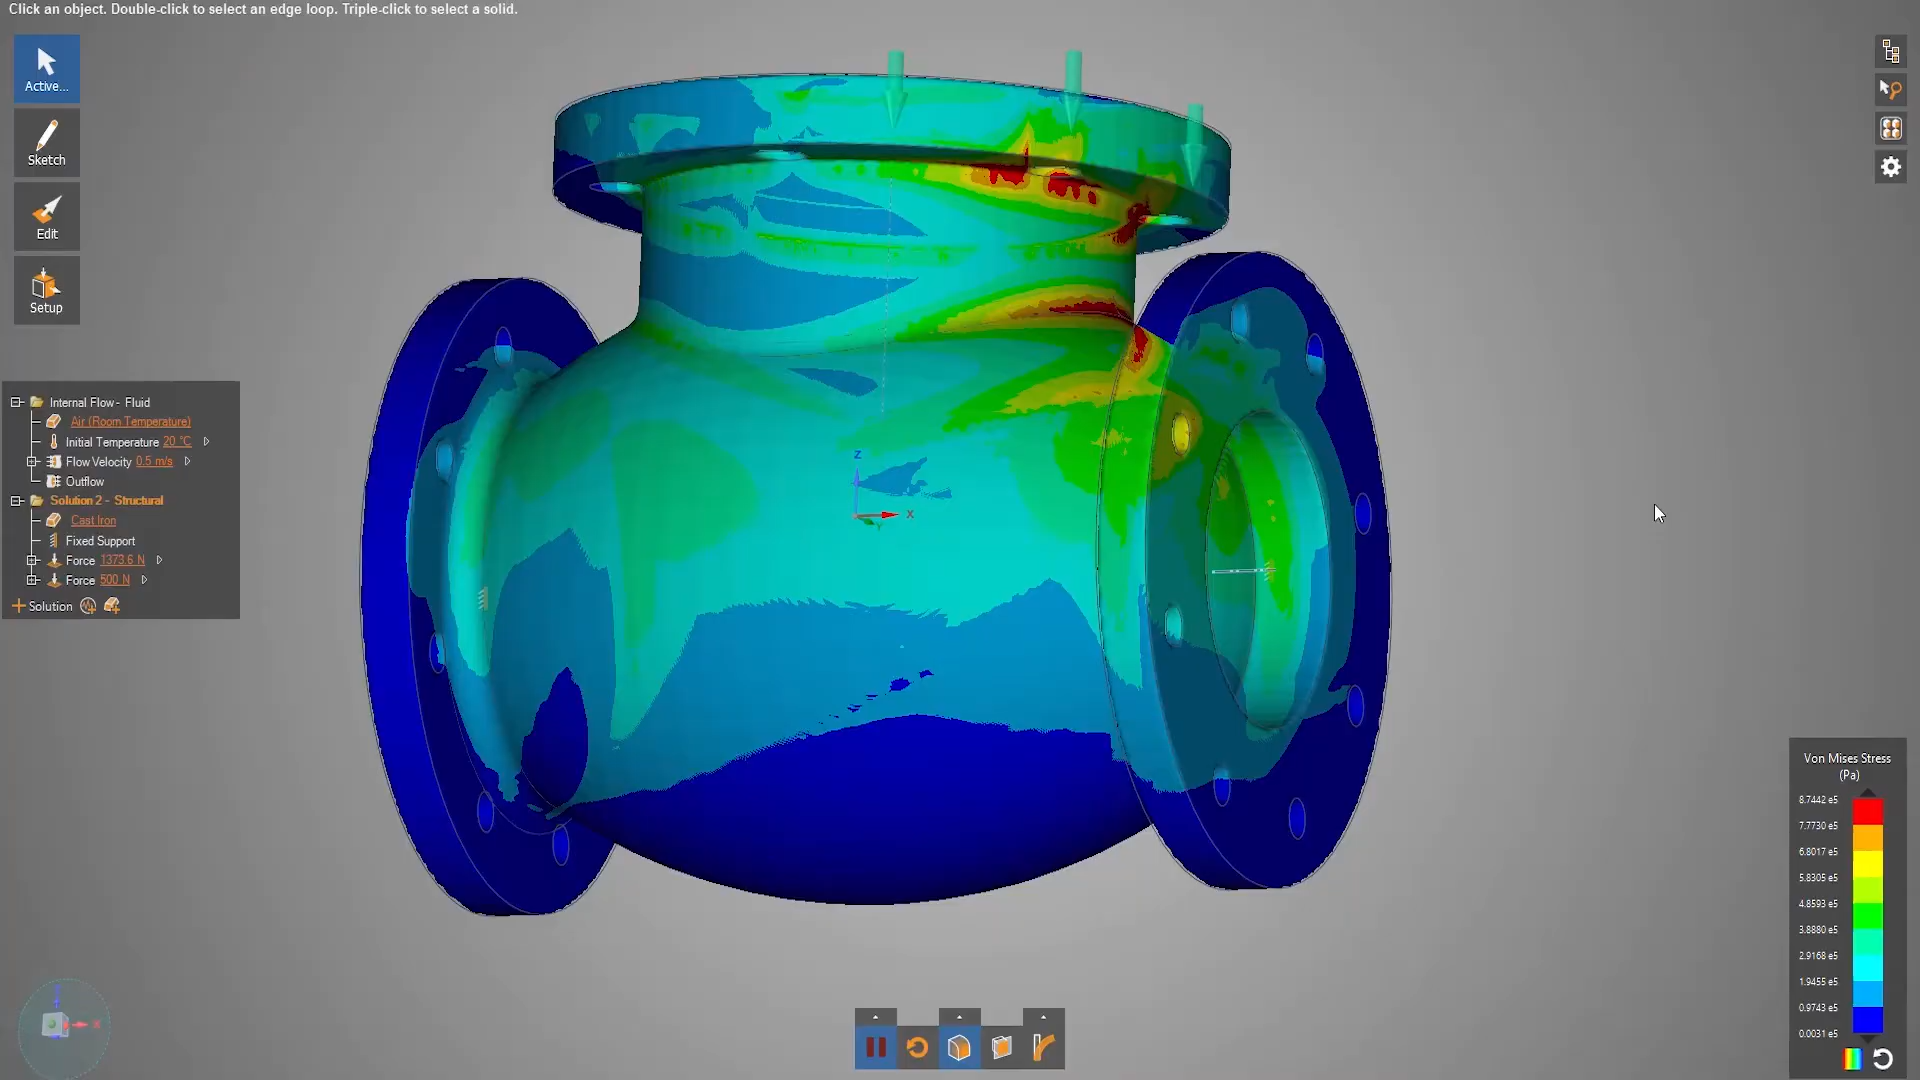 Click an object. Double-click to select an edge loop. Triple-click to select a solid.
Active...
Sketch
Edit
Setup
Internal Flow - Fluid
Air (Room Temperature)
Initial Temperature 20 °C
Flow Velocity 0.5 m/s
Outflow
Solution 2 - Structural
Cast Iron
Fixed Support
Force 1373.6 N
Force 500 N
Solution
Z
X
Y
X
Von Mises Stress
(Pa)
8.7442 e5
7.7730 e5
6.8017 e5
5.8305 e5
4.8593 e5
3.8880 e5
2.9168 e5
1.9455 e5
0.9743 e5
0.0031 e5